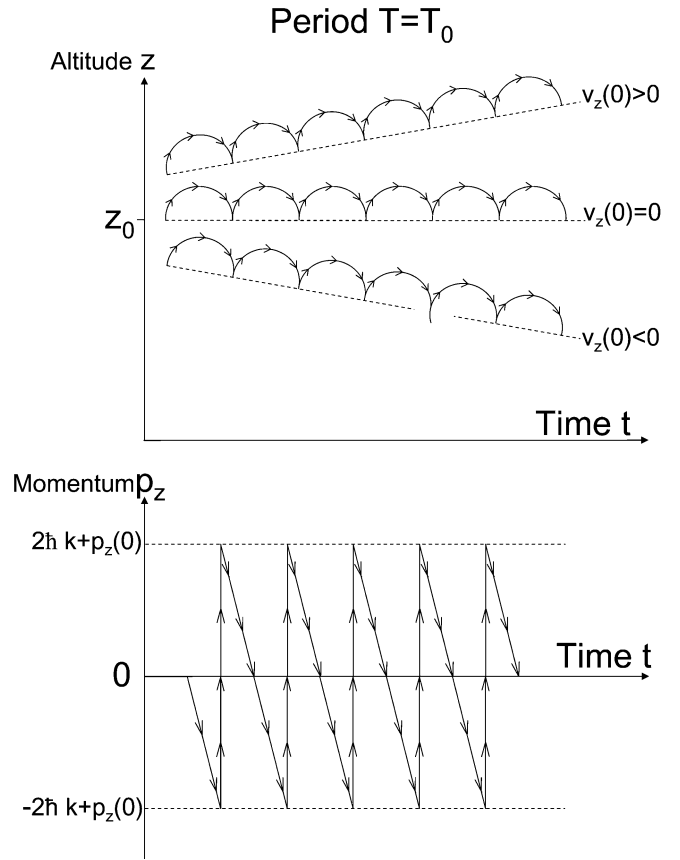 Period T=T₀
Altitude z
v_z(0)>0
z₀
v_z(0)=0
v_z(0)<0
Time t
Momentum p_z
2ħ k+p_z(0)
0
Time t
-2ħ k+p_z(0)